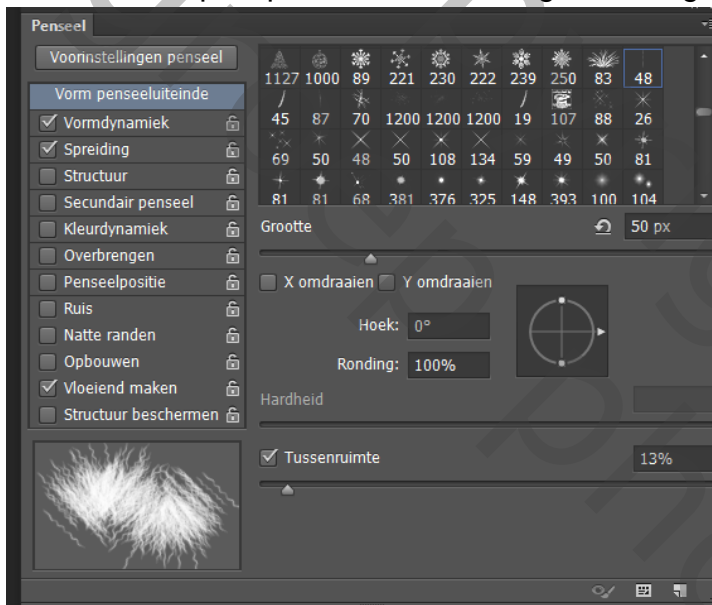 Penseel
Voorinstellingen penseel
Vorm penseeluiteinde
Vormdynamiek
Spreiding
Structuur
Secundair penseel
Kleurdynamiek
Overbrengen
Penseelpositie
Ruis
Natte randen
Opbouwen
Vloeiend maken
Structuur beschermen
1127 1000 89 221 230 222 239 250 83 48
45 87 70 1200 1200 1200 19 107 88 26
69 50 48 50 108 134 59 49 50 81
81 81 68 381 376 325 148 393 100 104
Grootte 50 px
X omdraaien Y omdraaien
Hoek: 0°
Ronding: 100%
Hardheid
Tussenruimte 13%